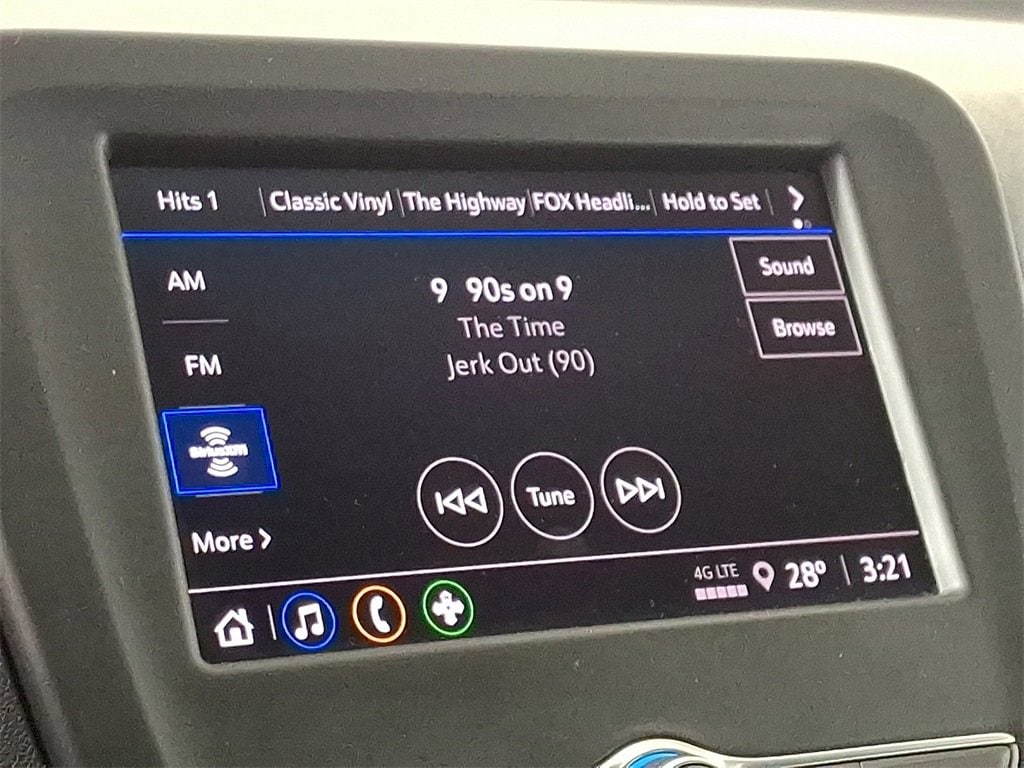 Hits 1 Classic Vinyl The Highway FOX Headli... Hold to Set
AM
FM
SiriusXM
More
9 90s on 9
The Time
Jerk Out (90)
Sound
Browse
Tune
4G LTE 28° 3:21